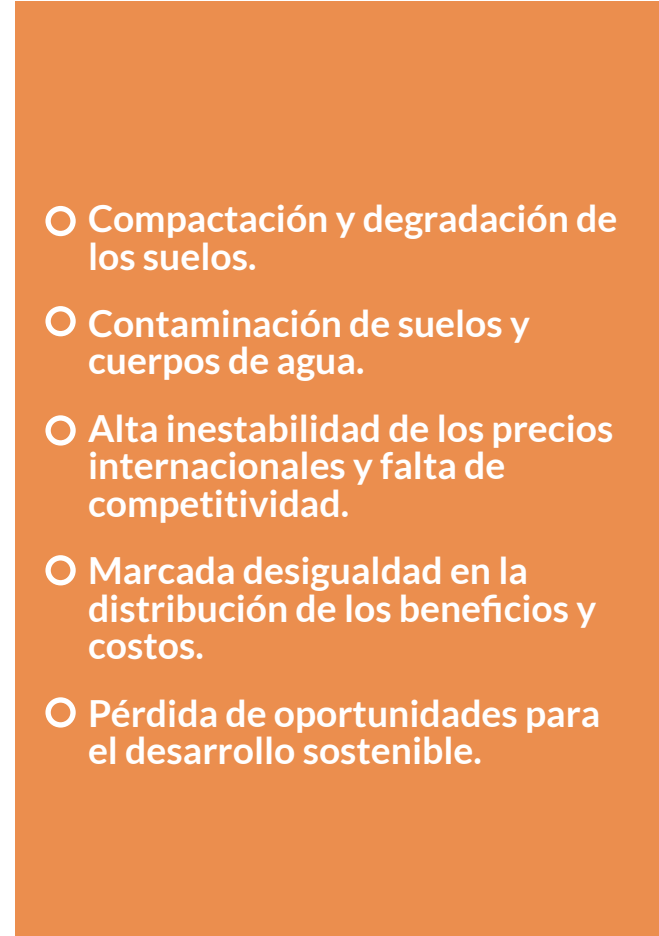 Compactación y degradación de
los suelos.
Contaminación de suelos y
cuerpos de agua.
Alta inestabilidad de los precios
internacionales y falta de
competitividad.
Marcada desigualdad en la
distribución de los beneficios y
costos.
Pérdida de oportunidades para
el desarrollo sostenible.